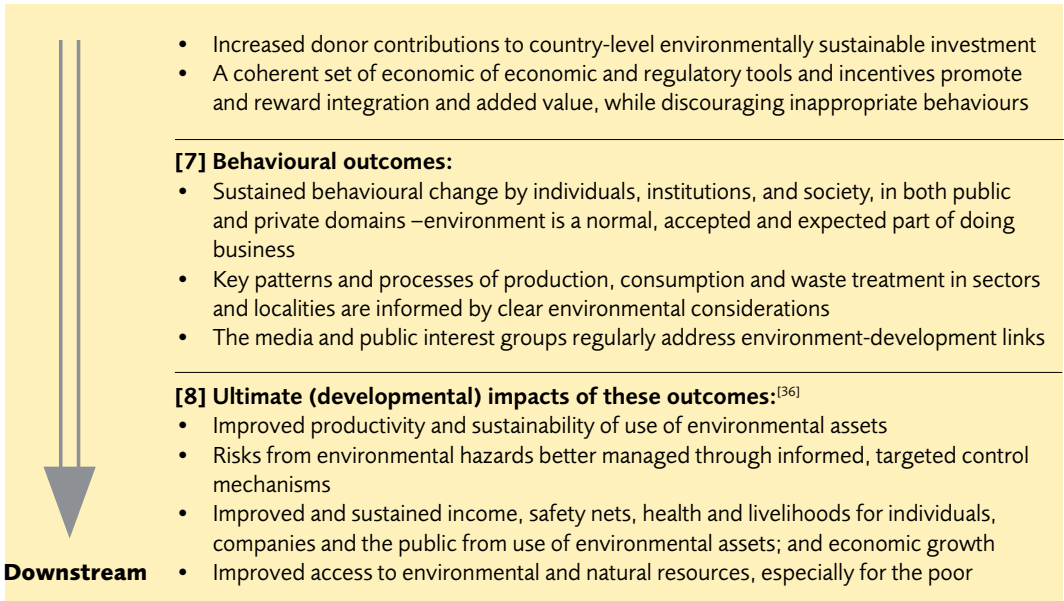 • Increased donor contributions to country-level environmentally sustainable investment
• A coherent set of economic of economic and regulatory tools and incentives promote
and reward integration and added value, while discouraging inappropriate behaviours
[7] Behavioural outcomes:
• Sustained behavioural change by individuals, institutions, and society, in both public
and private domains –environment is a normal, accepted and expected part of doing
business
• Key patterns and processes of production, consumption and waste treatment in sectors
and localities are informed by clear environmental considerations
• The media and public interest groups regularly address environment-development links
[8] Ultimate (developmental) impacts of these outcomes:[36]
• Improved productivity and sustainability of use of environmental assets
• Risks from environmental hazards better managed through informed, targeted control
mechanisms
• Improved and sustained income, safety nets, health and livelihoods for individuals,
companies and the public from use of environmental assets; and economic growth
Downstream • Improved access to environmental and natural resources, especially for the poor